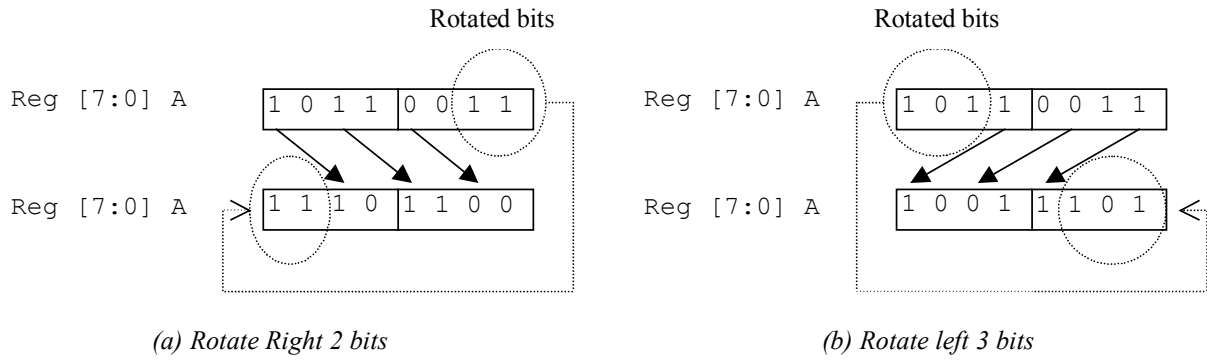 Rotated bits
Reg [7:0] A 1 0 1 1 0 0 1 1
Reg [7:0] A 1 1 1 0 1 1 0 0
(a) Rotate Right 2 bits
Rotated bits
Reg [7:0] A 1 0 1 1 0 0 1 1
Reg [7:0] A 1 0 0 1 1 1 0 1
(b) Rotate left 3 bits